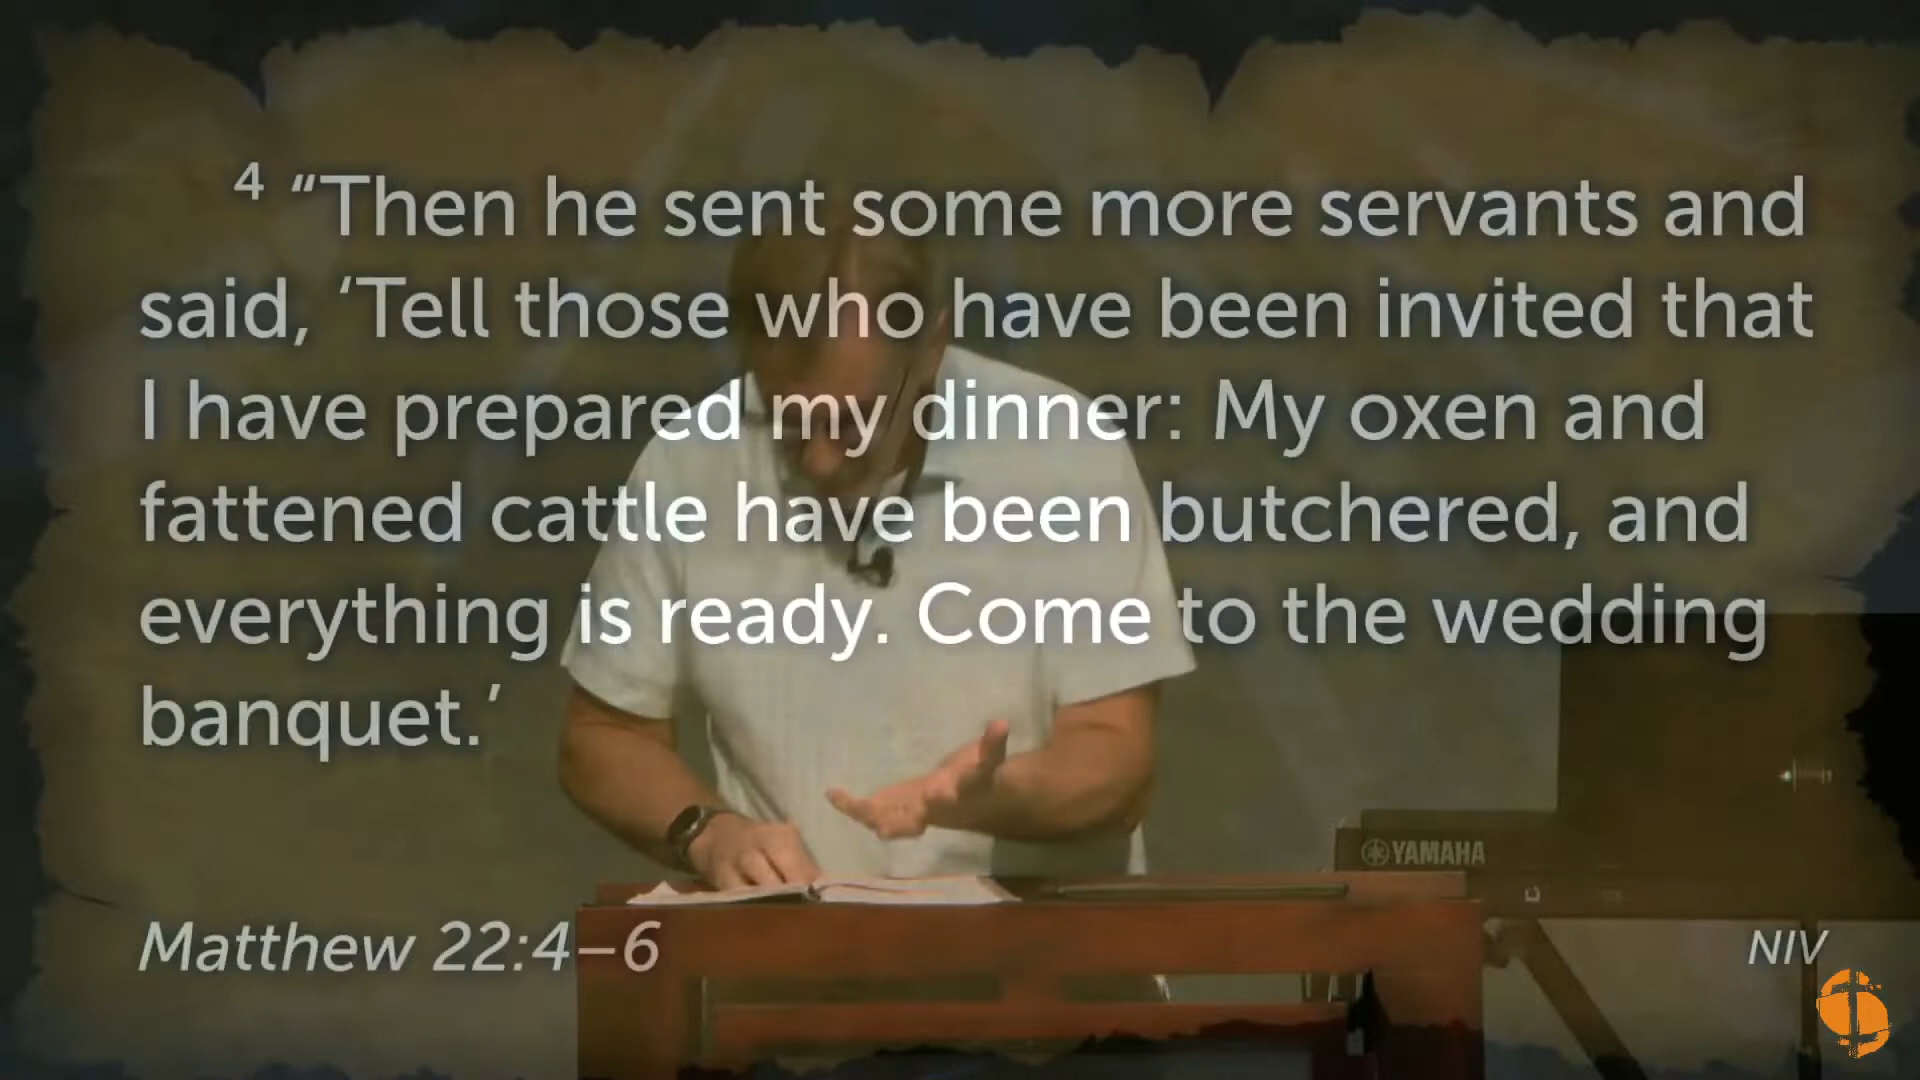 4 “Then he sent some more servants and
said, ‘Tell those who have been invited that
I have prepared my dinner: My oxen and
fattened cattle have been butchered, and
everything is ready. Come to the wedding
banquet.’
YAMAHA
Matthew 22:4–6
NIV